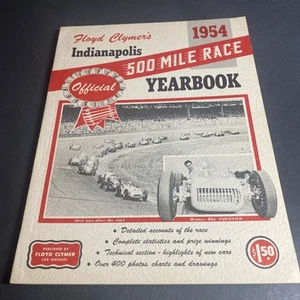 Floyd Clymer's
1954
Indianapolis
500 MILE RACE
Official
YEARBOOK
First turn after the start
Winner BILL VUKOVICH
• Detailed accounts of the race
• Complete statistics and prize winners
• Technical section - highlights of new cars
• Over 400 photos, charts and drawings
PUBLISHED BY
FLOYD CLYMER
LOS ANGELES
$1.50